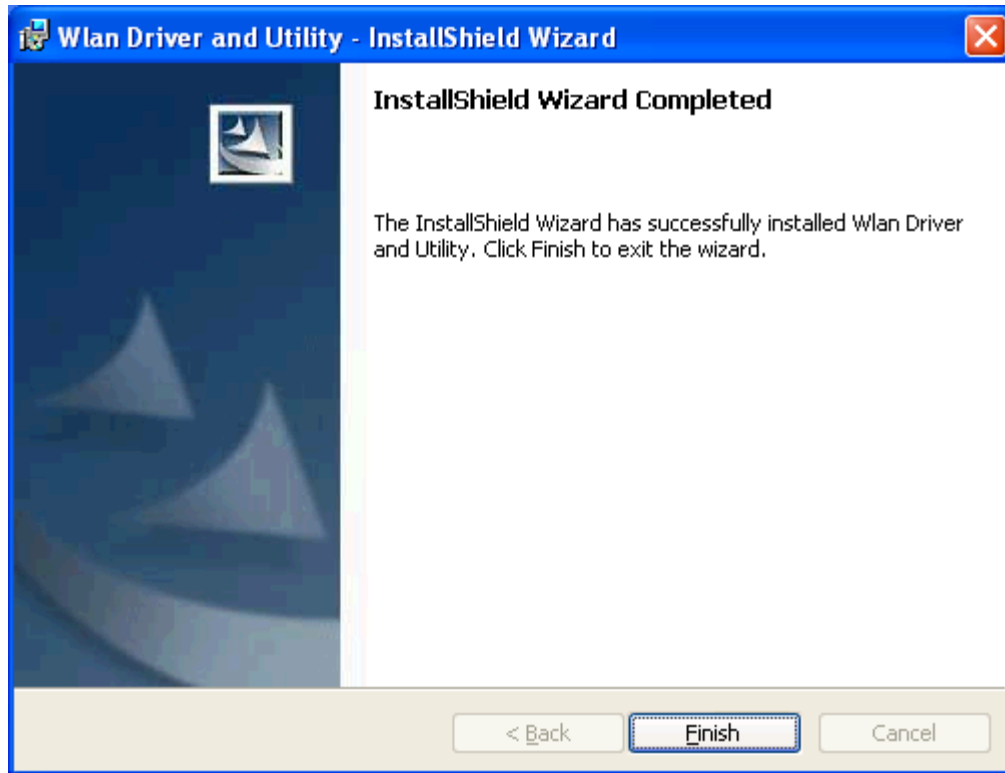 Wlan Driver and Utility - InstallShield Wizard
InstallShield Wizard Completed
The InstallShield Wizard has successfully installed Wlan Driver
and Utility. Click Finish to exit the wizard.
< Back Finish Cancel